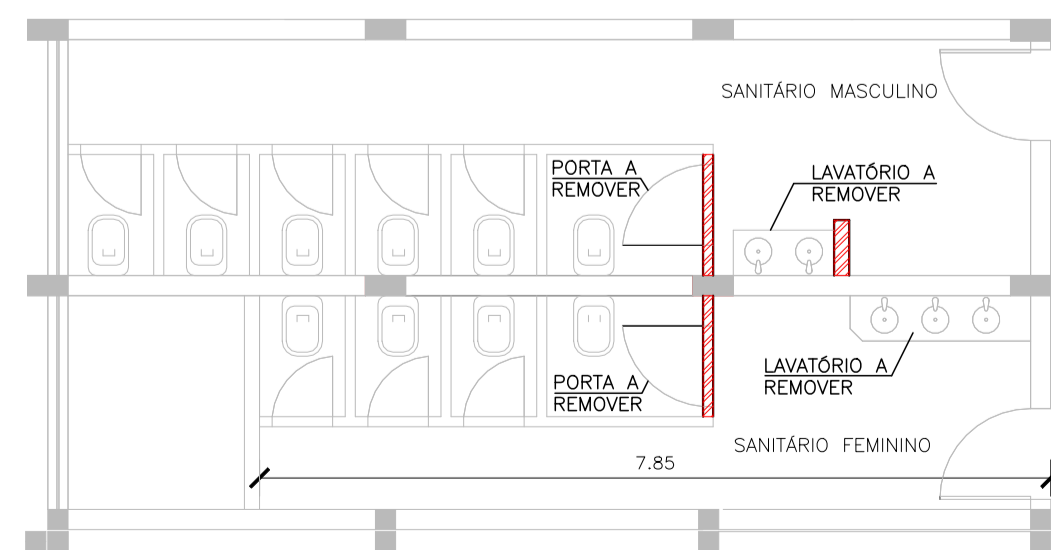 SANITÁRIO MASCULINO
PORTA A
REMOVER
LAVATÓRIO A
REMOVER
LAVATÓRIO A
REMOVER
PORTA A
REMOVER
SANITÁRIO FEMININO
7.85